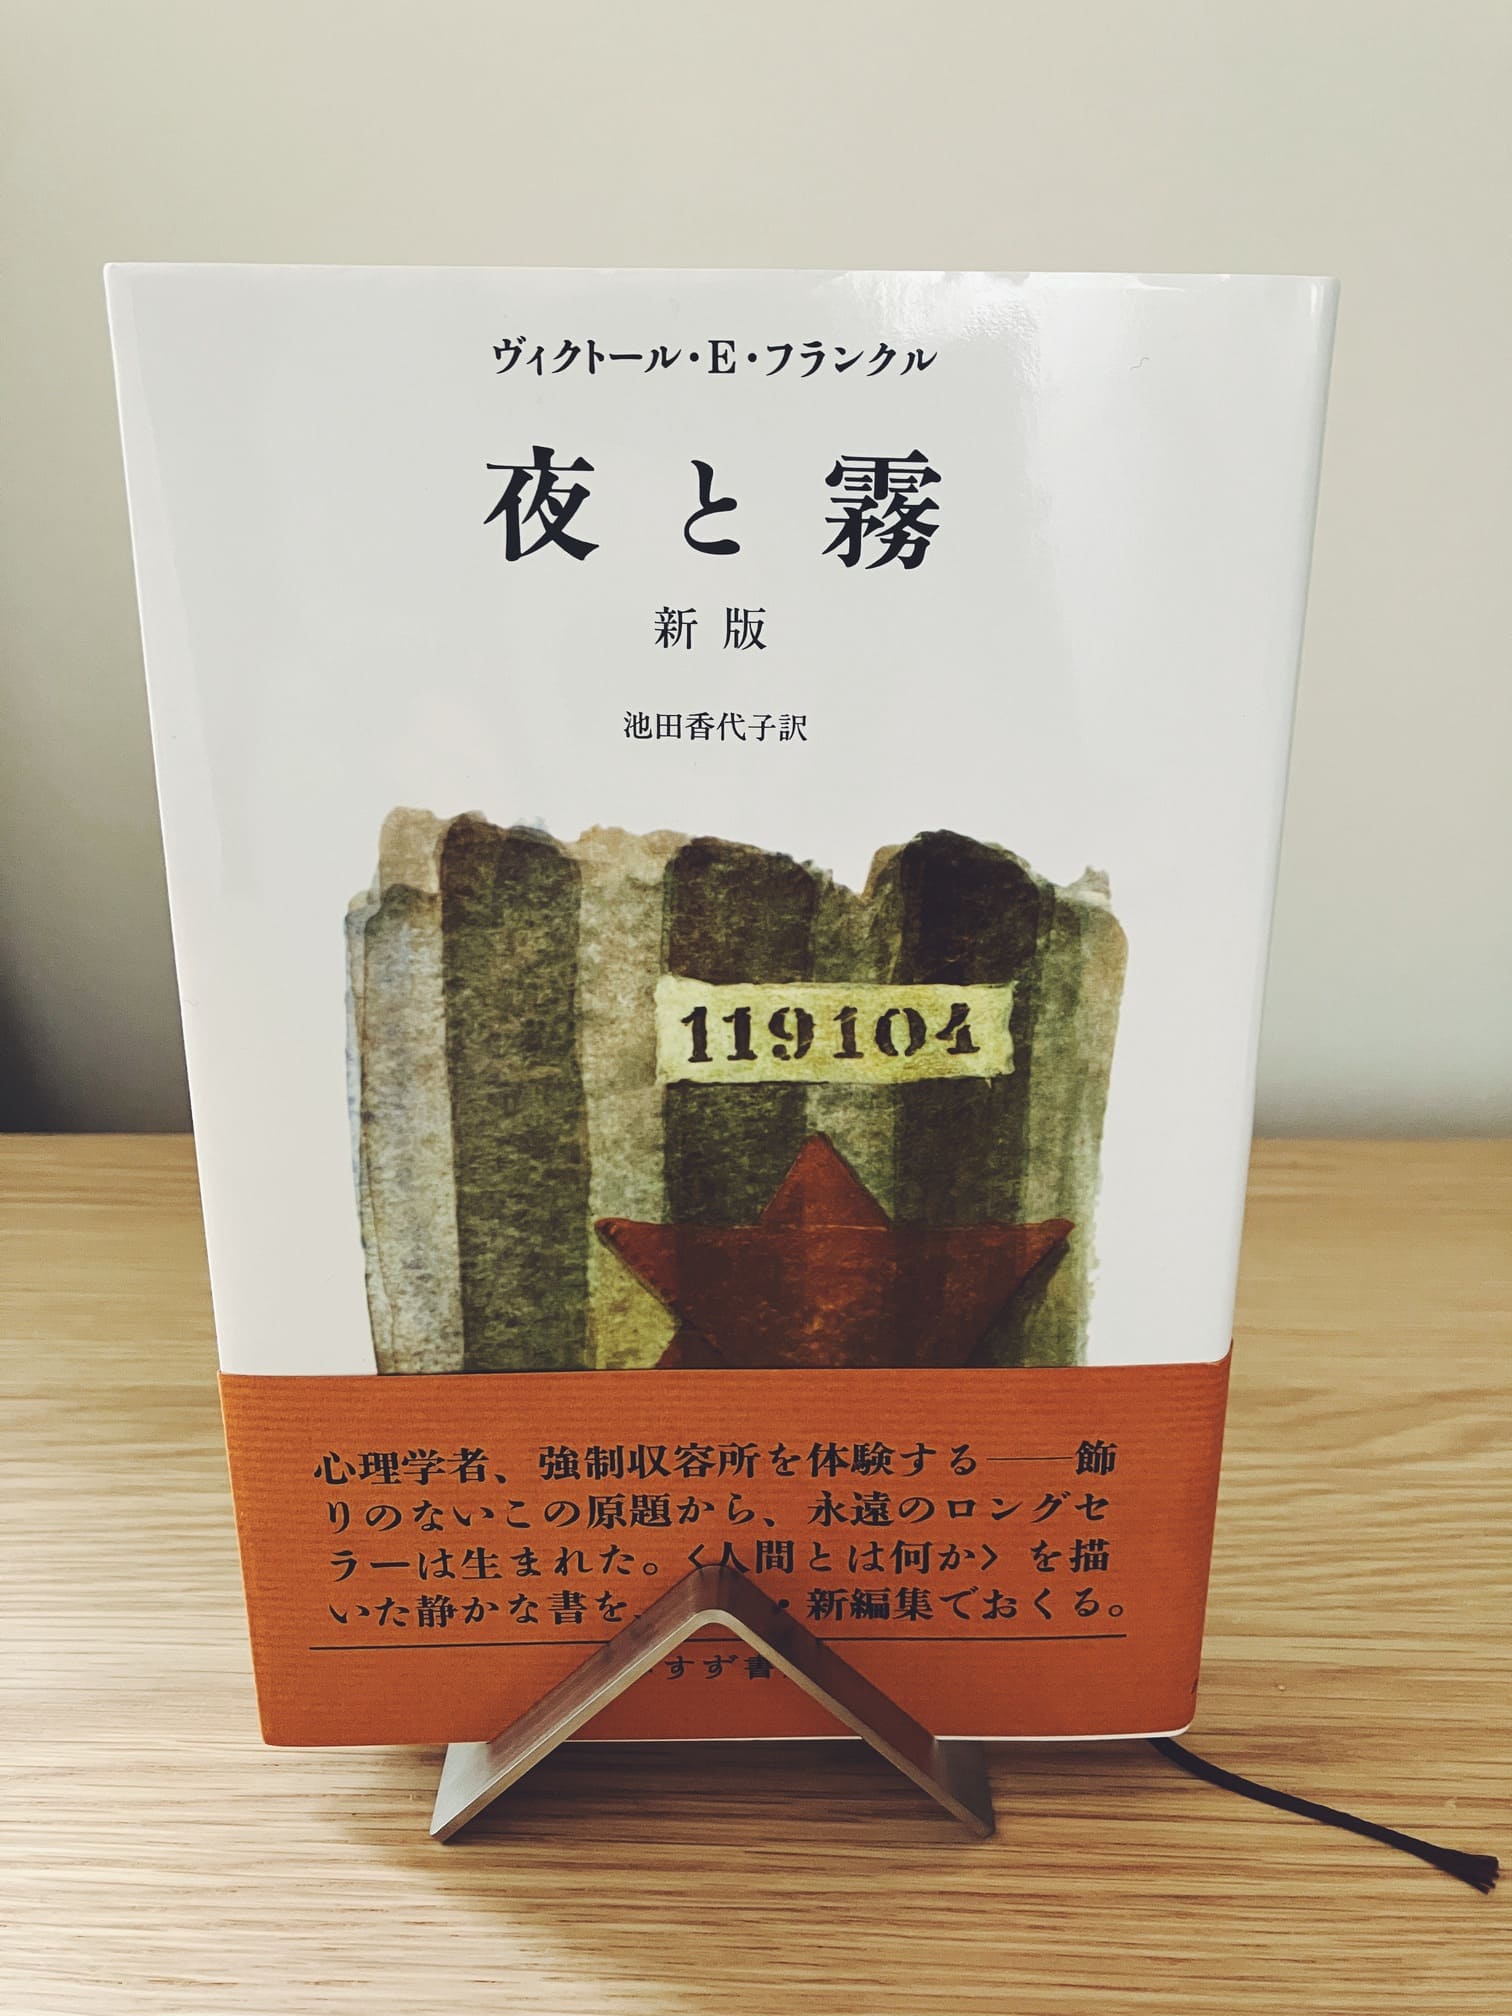 ヴィクトール・E・フランクル
夜と霧
新版
池田香代子訳
119104
心理学者、強制収容所を体験する――飾
りのないこの原題から、永遠のロングセ
ラーは生まれた。〈人間とは何か〉を描
いた静かな書を、・新編集でおくる。
すず書